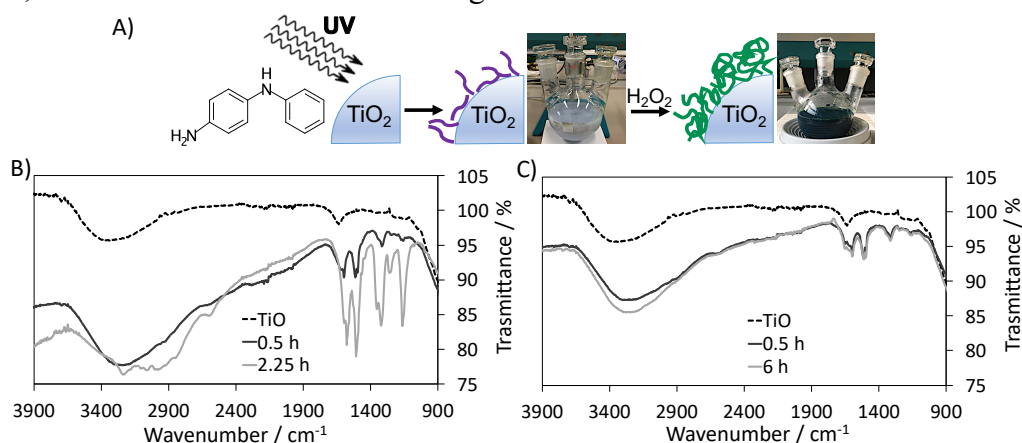 A)
UV
H
N
H₂N
TiO₂
TiO₂
H₂O₂
TiO₂
B)
105
100
95
90
85
80
75
Trasmittance / %
TiO
0.5 h
2.25 h
3900 3400 2900 2400 1900 1400 900
Wavenumber / cm⁻¹
C)
105
100
95
90
85
80
75
Trasmittance / %
TiO
0.5 h
6 h
3900 3400 2900 2400 1900 1400 900
Wavenumber / cm⁻¹